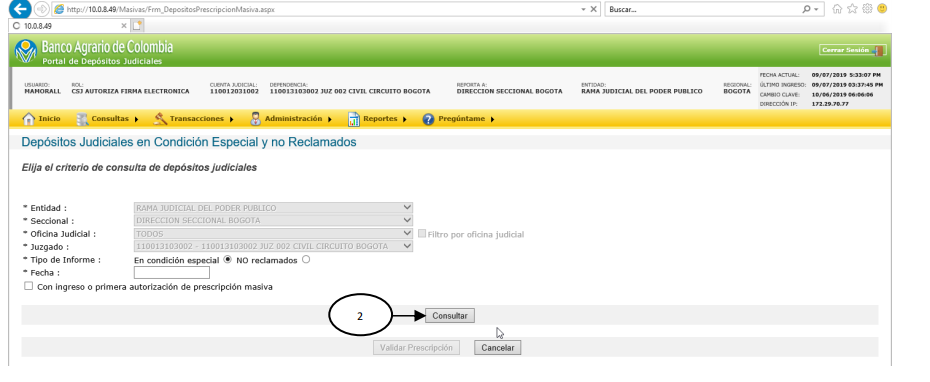 http://10.0.8.49/Masivas/Frm_DepositosPrescripcionMasiva.aspx
Buscar...
10.0.8.49
Banco Agrario de Colombia
Portal de Depósitos Judiciales
Cerrar Sesión
USUARIO: ROL: CUENTA JUDICIAL: DEPENDENCIA: REPORTA A: ENTIDAD: REGIONAL:
MAMORALL CSJ AUTORIZA FIRMA ELECTRONICA 110012031002 110013103002 JUZ 002 CIVIL CIRCUITO BOGOTA DIRECCION SECCIONAL BOGOTA RAMA JUDICIAL DEL PODER PUBLICO BOGOTA
FECHA ACTUAL: 09/07/2019 5:33:07 PM
ÚLTIMO INGRESO: 09/07/2019 03:37:45 PM
CAMBIO CLAVE: 10/06/2019 06:06:06
DIRECCIÓN IP: 172.29.70.77
Inicio Consultas Transacciones Administración Reportes Pregúntame
Depósitos Judiciales en Condición Especial y no Reclamados
Elija el criterio de consulta de depósitos judiciales
* Entidad : RAMA JUDICIAL DEL PODER PUBLICO
* Seccional : DIRECCION SECCIONAL BOGOTA
* Oficina Judicial : TODOS Filtro por oficina judicial
* Juzgado : 110013103002 - 110013103002 JUZ 002 CIVIL CIRCUITO BOGOTA
* Tipo de Informe : En condición especial NO reclamados
* Fecha :
Con ingreso o primera autorización de prescripción masiva
2 Consultar
Validar Prescripción Cancelar